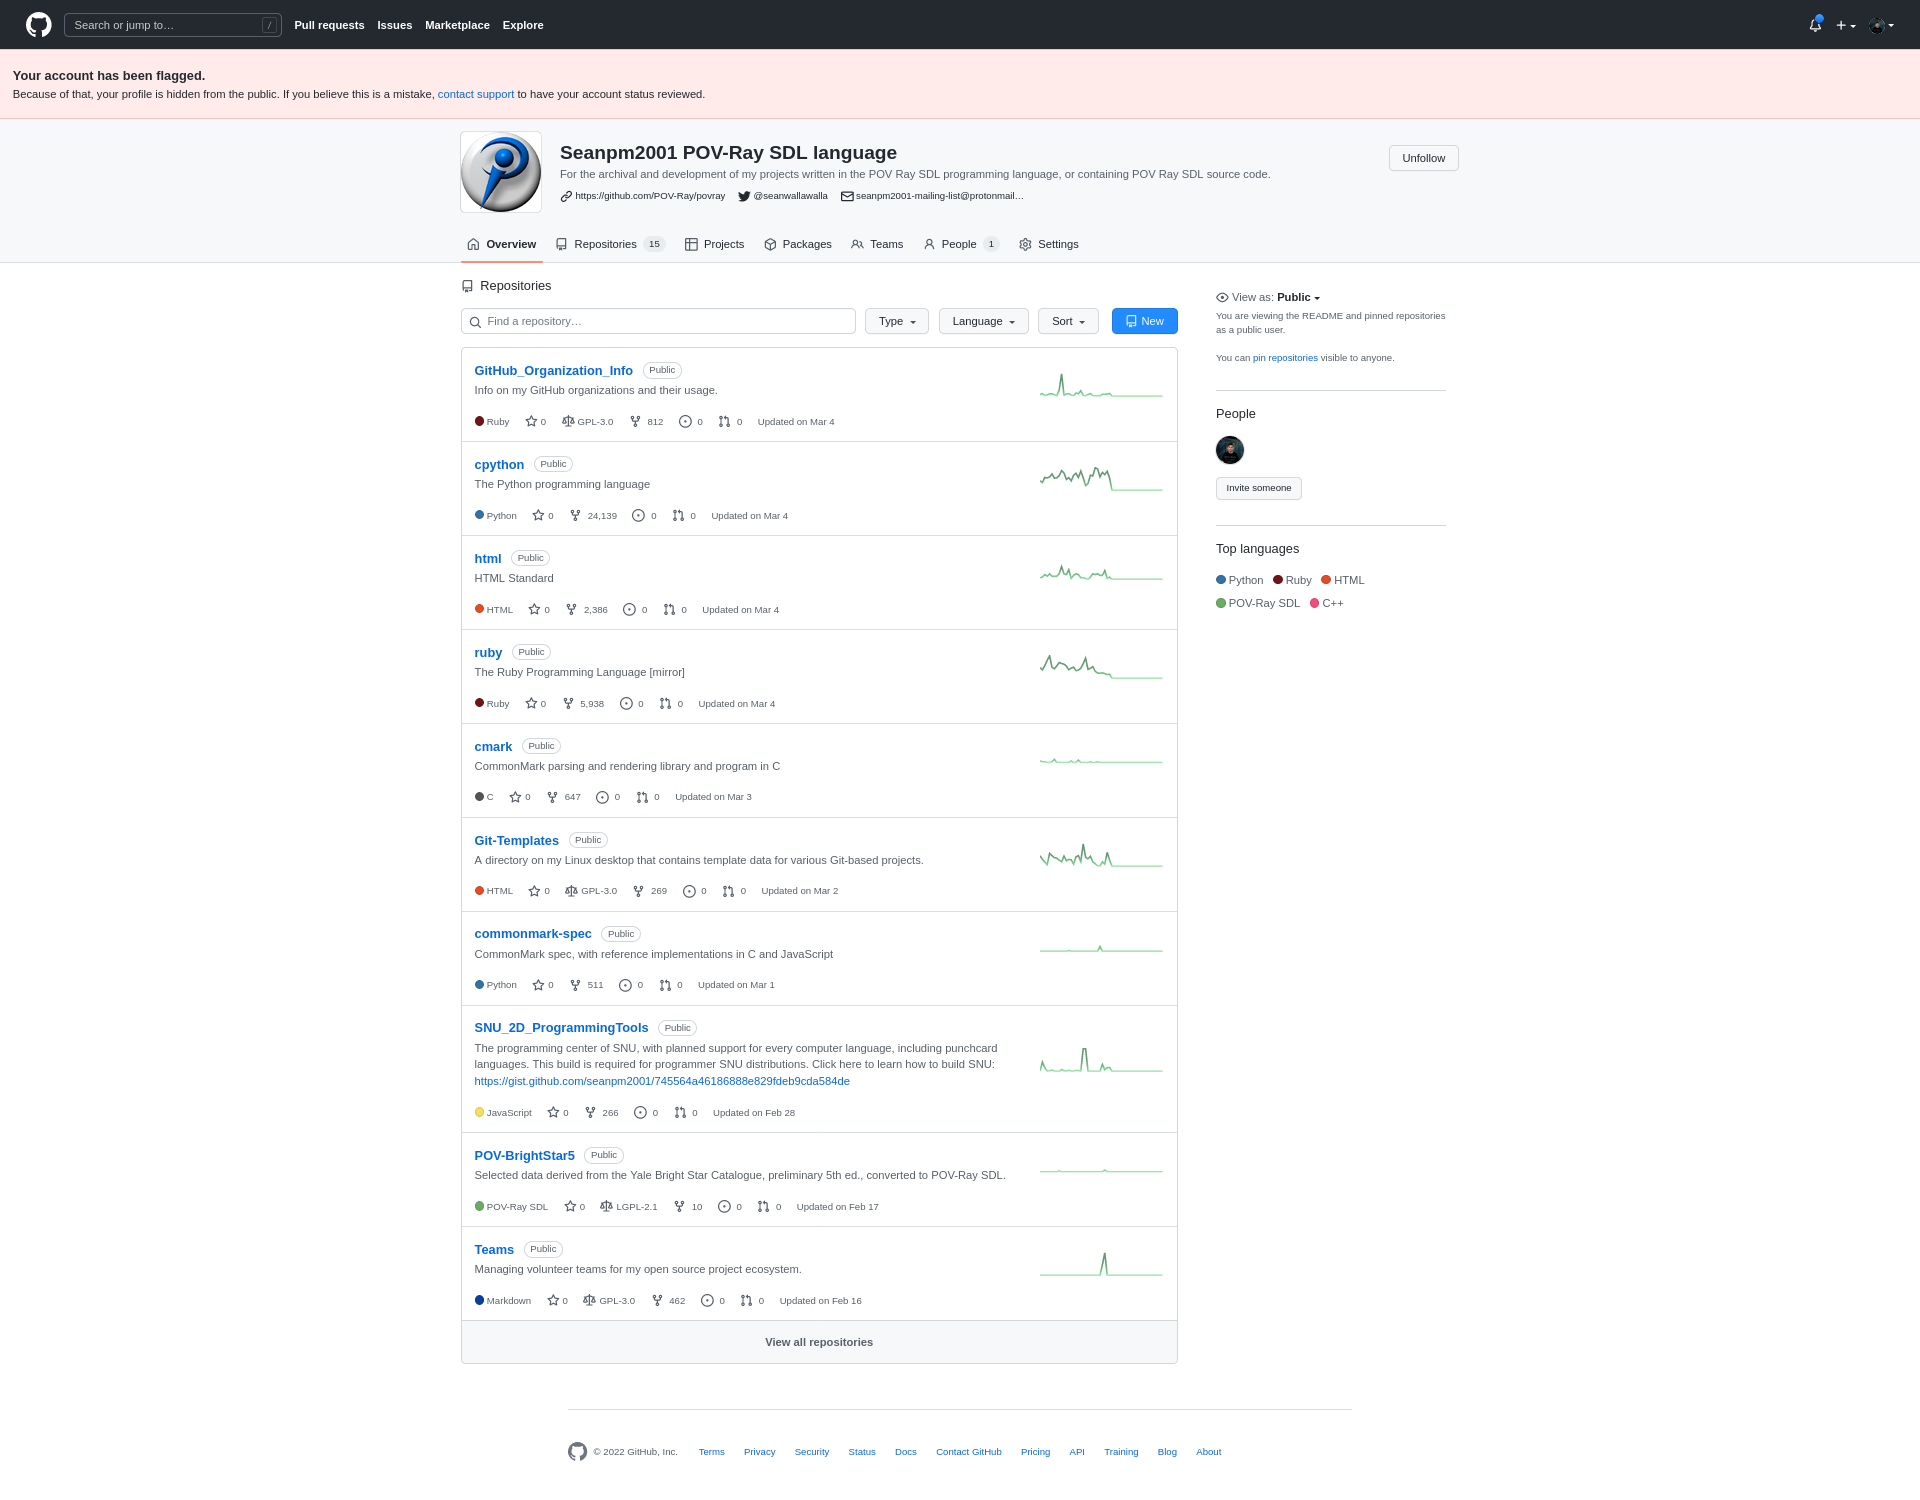 Search or jump to… /
Pull requests Issues Marketplace Explore
Your account has been flagged.
Because of that, your profile is hidden from the public. If you believe this is a mistake, contact support to have your account status reviewed.
Seanpm2001 POV-Ray SDL language
For the archival and development of my projects written in the POV Ray SDL programming language, or containing POV Ray SDL source code.
https://github.com/POV-Ray/povray @seanwallawalla seanpm2001-mailing-list@protonmail…
Unfollow
Overview Repositories 15 Projects Packages Teams People 1 Settings
Repositories
Find a repository…
Type Language Sort New
GitHub_Organization_Info Public
Info on my GitHub organizations and their usage.
Ruby 0 GPL-3.0 812 0 0 Updated on Mar 4
cpython Public
The Python programming language
Python 0 24,139 0 0 Updated on Mar 4
html Public
HTML Standard
HTML 0 2,386 0 0 Updated on Mar 4
ruby Public
The Ruby Programming Language [mirror]
Ruby 0 5,938 0 0 Updated on Mar 4
cmark Public
CommonMark parsing and rendering library and program in C
C 0 647 0 0 Updated on Mar 3
Git-Templates Public
A directory on my Linux desktop that contains template data for various Git-based projects.
HTML 0 GPL-3.0 269 0 0 Updated on Mar 2
commonmark-spec Public
CommonMark spec, with reference implementations in C and JavaScript
Python 0 511 0 0 Updated on Mar 1
SNU_2D_ProgrammingTools Public
The programming center of SNU, with planned support for every computer language, including punchcard
languages. This build is required for programmer SNU distributions. Click here to learn how to build SNU:
https://gist.github.com/seanpm2001/745564a46186888e829fdeb9cda584de
JavaScript 0 266 0 0 Updated on Feb 28
POV-BrightStar5 Public
Selected data derived from the Yale Bright Star Catalogue, preliminary 5th ed., converted to POV-Ray SDL.
POV-Ray SDL 0 LGPL-2.1 10 0 0 Updated on Feb 17
Teams Public
Managing volunteer teams for my open source project ecosystem.
Markdown 0 GPL-3.0 462 0 0 Updated on Feb 16
View all repositories
View as: Public
You are viewing the README and pinned repositories
as a public user.
You can pin repositories visible to anyone.
People
Invite someone
Top languages
Python Ruby HTML
POV-Ray SDL C++
© 2022 GitHub, Inc. Terms Privacy Security Status Docs Contact GitHub Pricing API Training Blog About